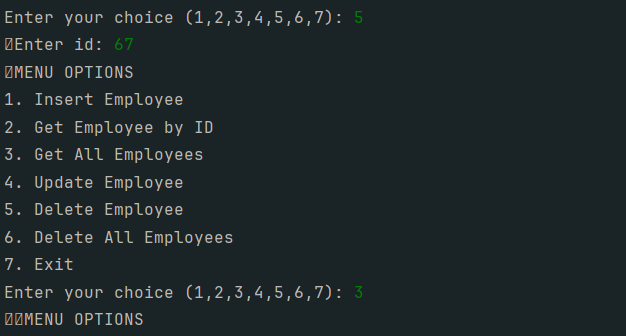 Enter your choice (1,2,3,4,5,6,7): 5
Enter id: 67
MENU OPTIONS
1. Insert Employee
2. Get Employee by ID
3. Get All Employees
4. Update Employee
5. Delete Employee
6. Delete All Employees
7. Exit
Enter your choice (1,2,3,4,5,6,7): 3
MENU OPTIONS